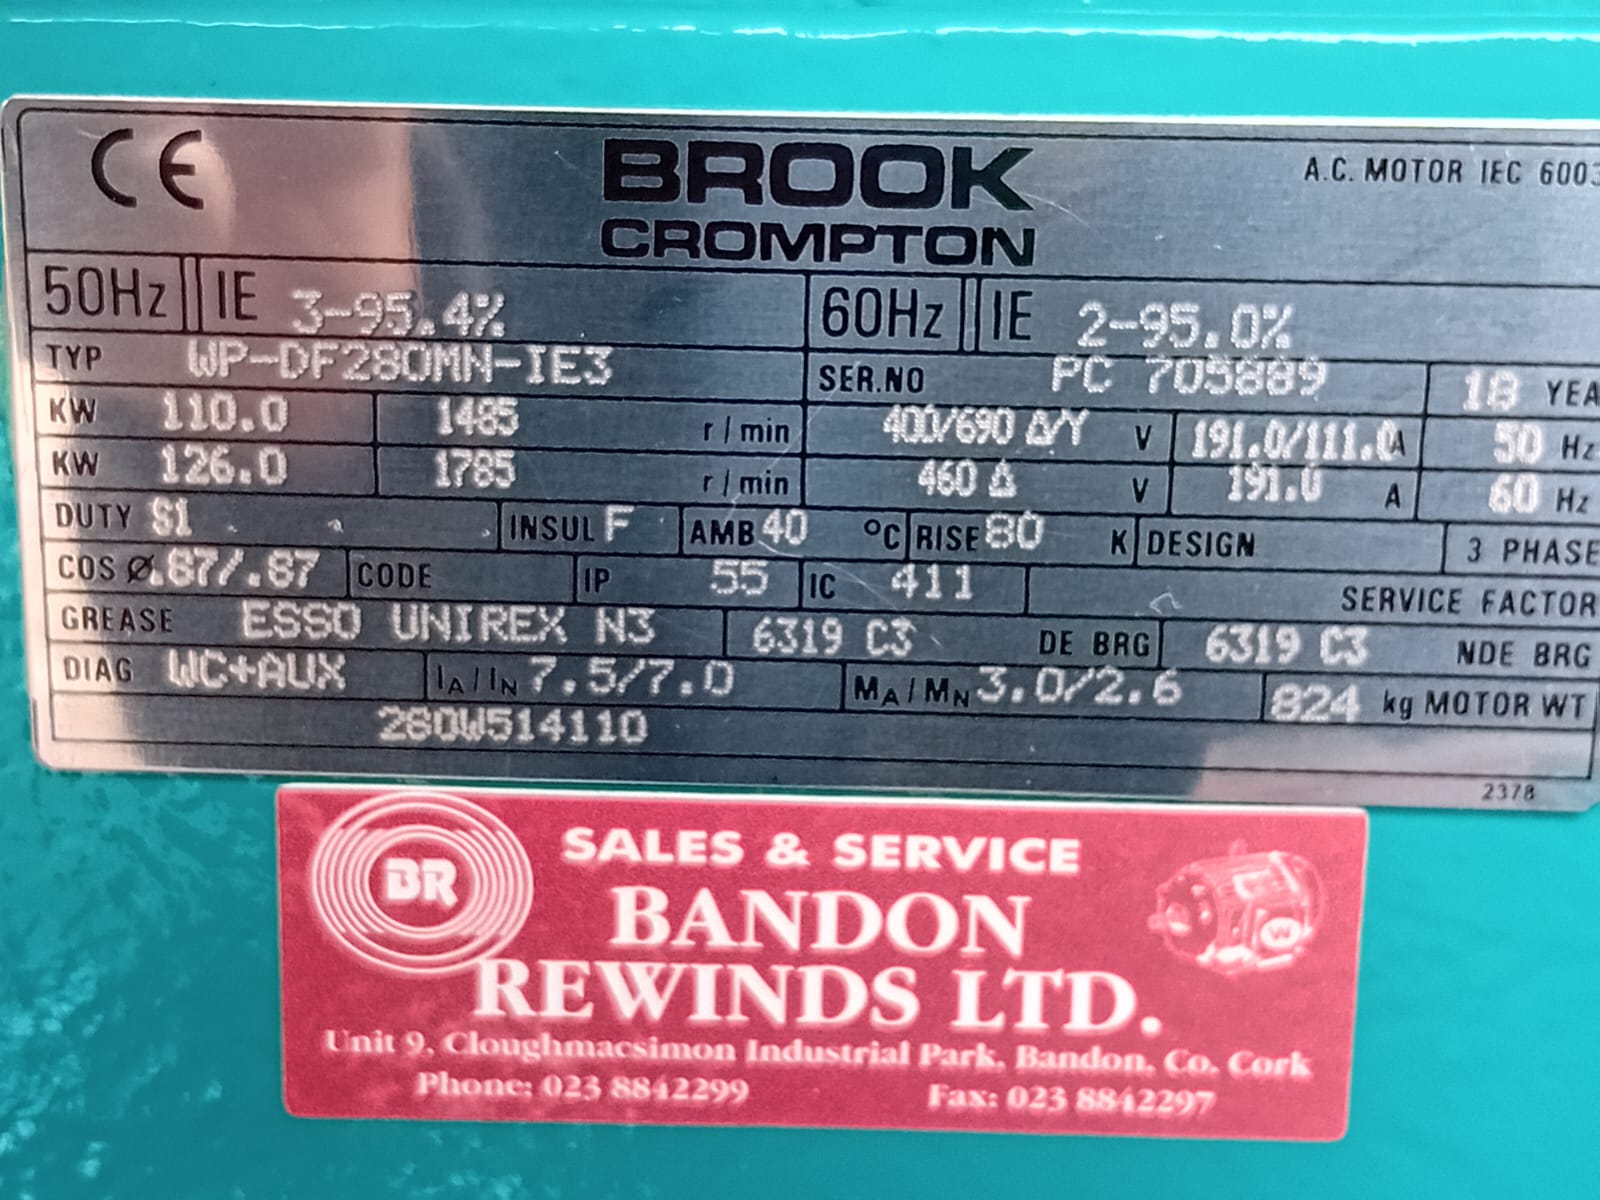 CE
BROOK
CROMPTON
A.C. MOTOR IEC 6003
50Hz IE 3-95.4% 60Hz IE 2-95.0%
TYP WP-DF280MN-IE3 SER.NO PC 705889 18 YEA
KW 110.0 1485 r/min 400/690 Δ/Y V 191.0/111.0A 50 Hz
KW 126.0 1785 r/min 460 Δ V 191.0 A 60 Hz
DUTY S1 INSUL F AMB 40 °C RISE 80 K DESIGN 3 PHASE
COS Ø.87/.87 CODE IP 55 IC 411 SERVICE FACTOR
GREASE ESSO UNIREX N3 6319 C3 DE BRG 6319 C3 NDE BRG
DIAG WC+AUX IA/IN 7.5/7.0 MA/MN 3.0/2.6 824 kg MOTOR WT
280W514110
2378
BR
SALES & SERVICE
BANDON
REWINDS LTD.
Unit 9, Cloughmacsimon Industrial Park, Bandon, Co. Cork
Phone: 023 8842299 Fax: 023 8842297